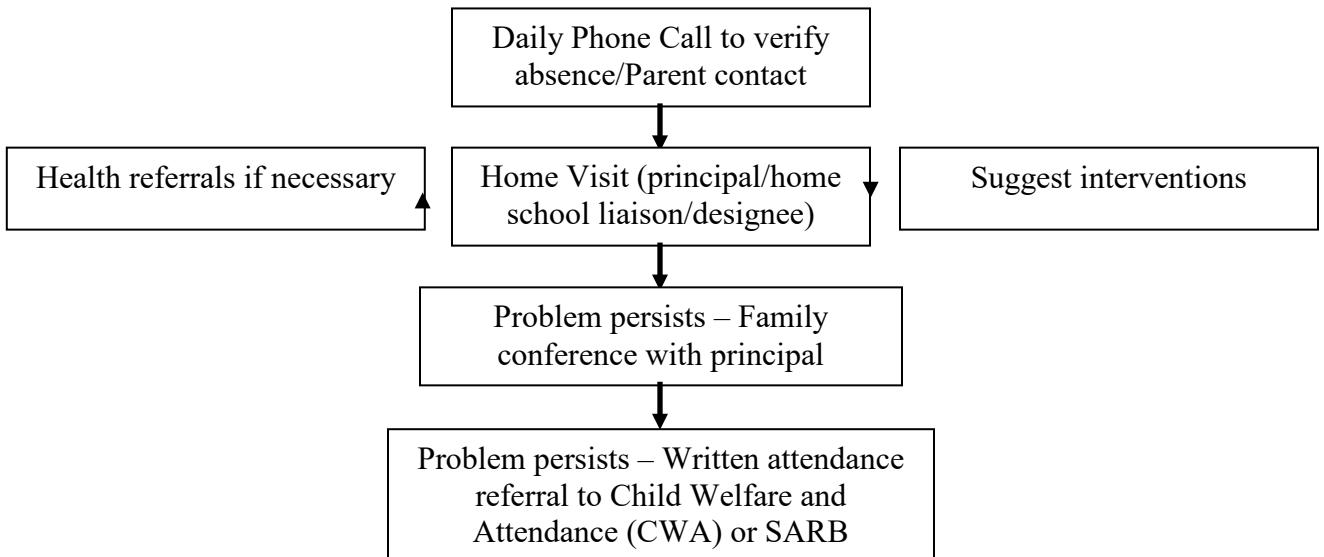 Daily Phone Call to verify
absence/Parent contact
Health referrals if necessary
Home Visit (principal/home
school liaison/designee)
Suggest interventions
Problem persists – Family
conference with principal
Problem persists – Written attendance
referral to Child Welfare and
Attendance (CWA) or SARB